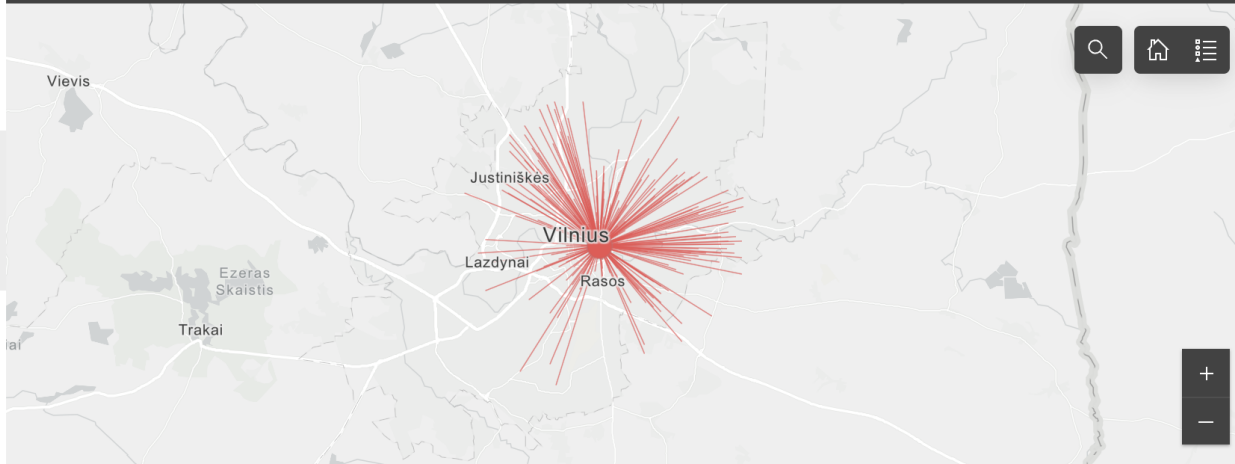 Vievis
Justiniškės
Vilnius
Lazdynai
Ezeras
Skaistis
Rasos
Trakai